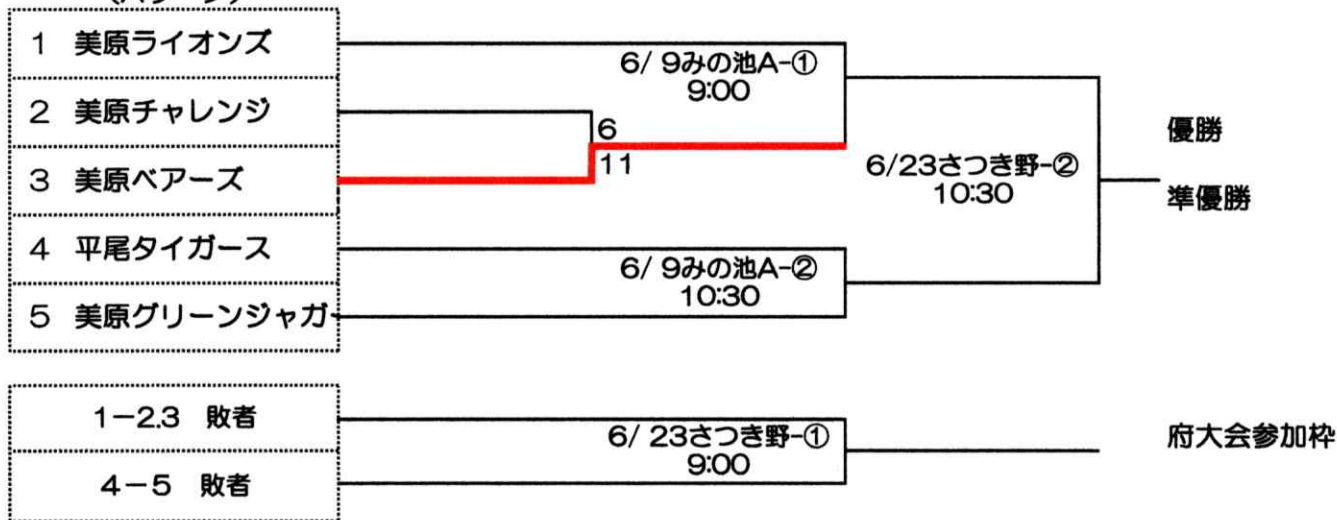 1 美原ライオンズ
6/ 9みの池A-①
9:00
2 美原チャレンジ
6
優勝
3 美原ベアーズ
11
6/23さつき野-②
10:30
準優勝
4 平尾タイガース
6/ 9みの池A-②
10:30
5 美原グリーンジャガ
1－2.3 敗者
6/ 23さつき野-①
9:00
府大会参加枠
4－5 敗者